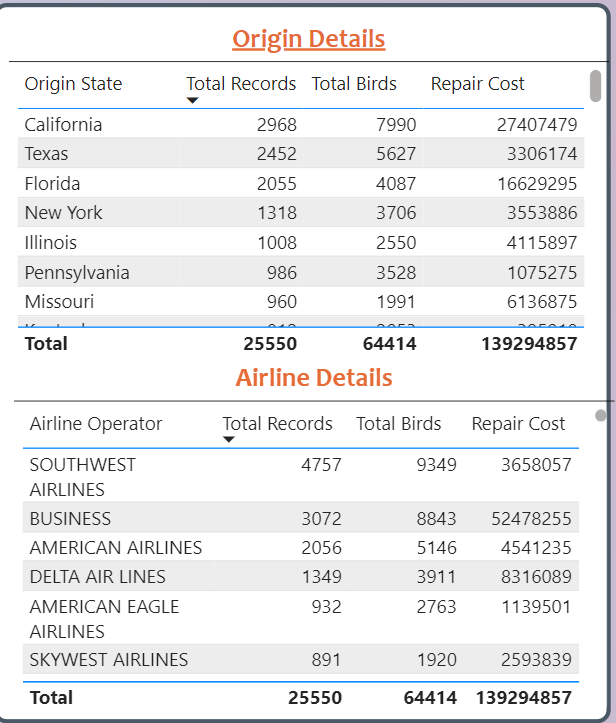 Origin Details
Origin State Total Records Total Birds Repair Cost
California 2968 7990 27407479
Texas 2452 5627 3306174
Florida 2055 4087 16629295
New York 1318 3706 3553886
Illinois 1008 2550 4115897
Pennsylvania 986 3528 1075275
Missouri 960 1991 6136875
Total 25550 64414 139294857
Airline Details
Airline Operator Total Records Total Birds Repair Cost
SOUTHWEST 4757 9349 3658057
AIRLINES
BUSINESS 3072 8843 52478255
AMERICAN AIRLINES 2056 5146 4541235
DELTA AIR LINES 1349 3911 8316089
AMERICAN EAGLE 932 2763 1139501
AIRLINES
SKYWEST AIRLINES 891 1920 2593839
Total 25550 64414 139294857